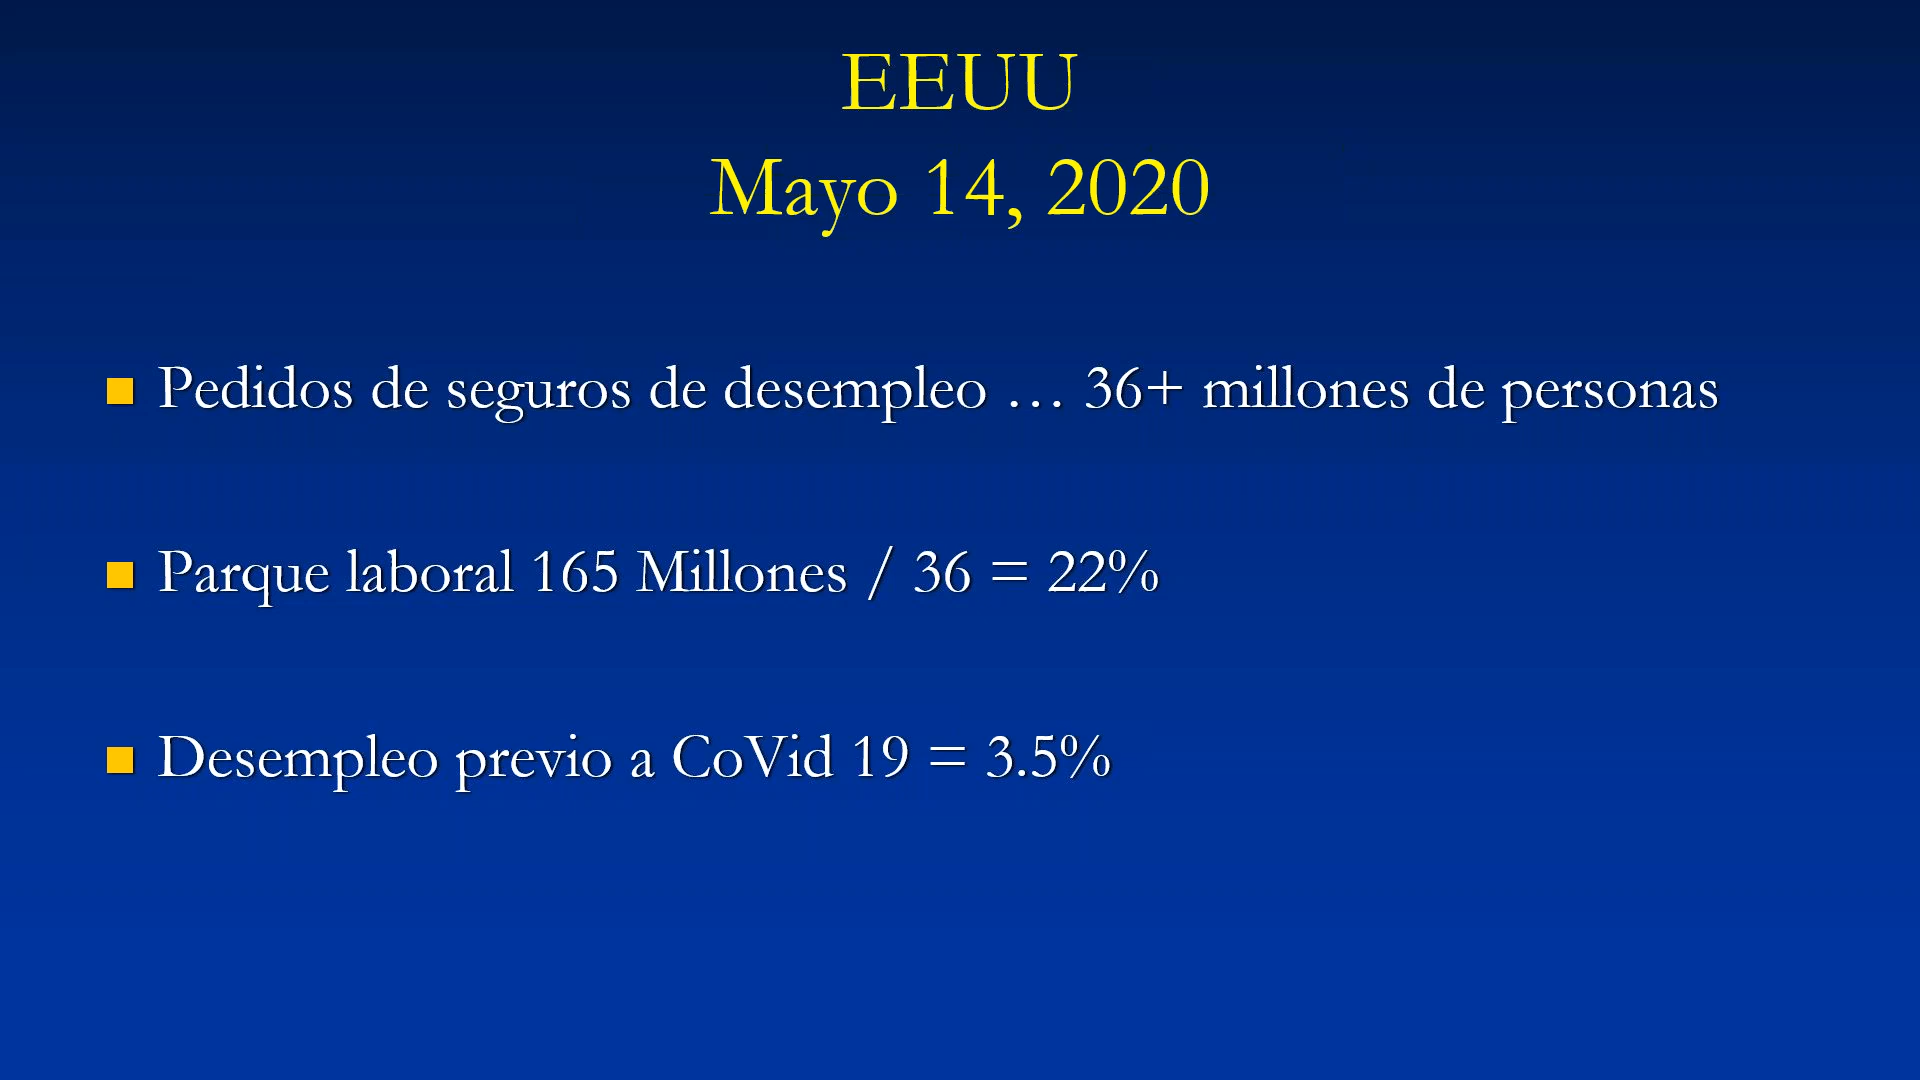 EEUU
Mayo 14, 2020
Pedidos de seguros de desempleo … 36+ millones de personas
Parque laboral 165 Millones / 36 = 22%
Desempleo previo a CoVid 19 = 3.5%